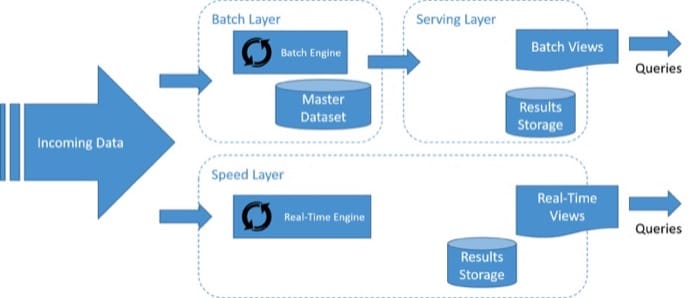 Batch Layer
Serving Layer
Batch Engine
Batch Views
Queries
Master
Dataset
Results
Storage
Incoming Data
Speed Layer
Real-Time Engine
Real-Time
Views
Queries
Results
Storage